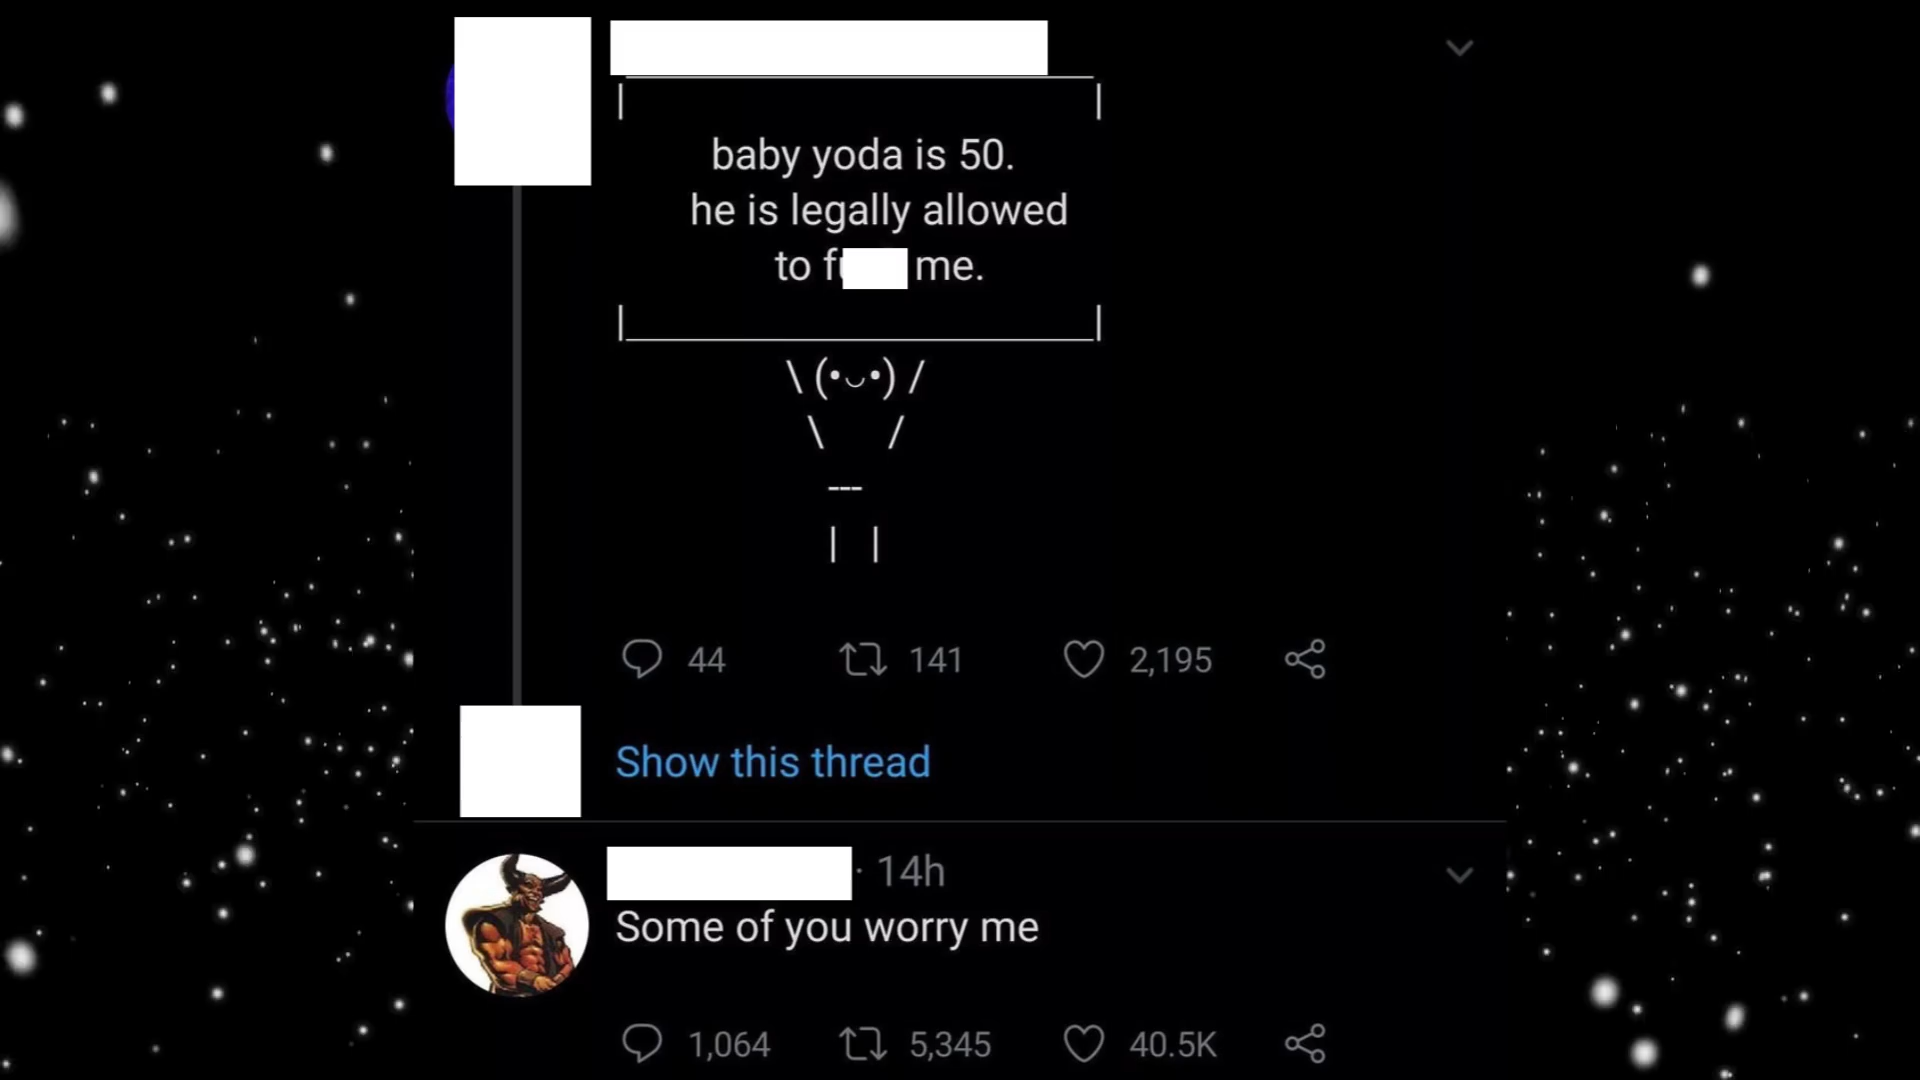 baby yoda is 50.
he is legally allowed
to f me.
\ (•◡•) /
\ /
---
| |
44 141 2,195
Show this thread
· 14h
Some of you worry me
1,064 5,345 40.5K